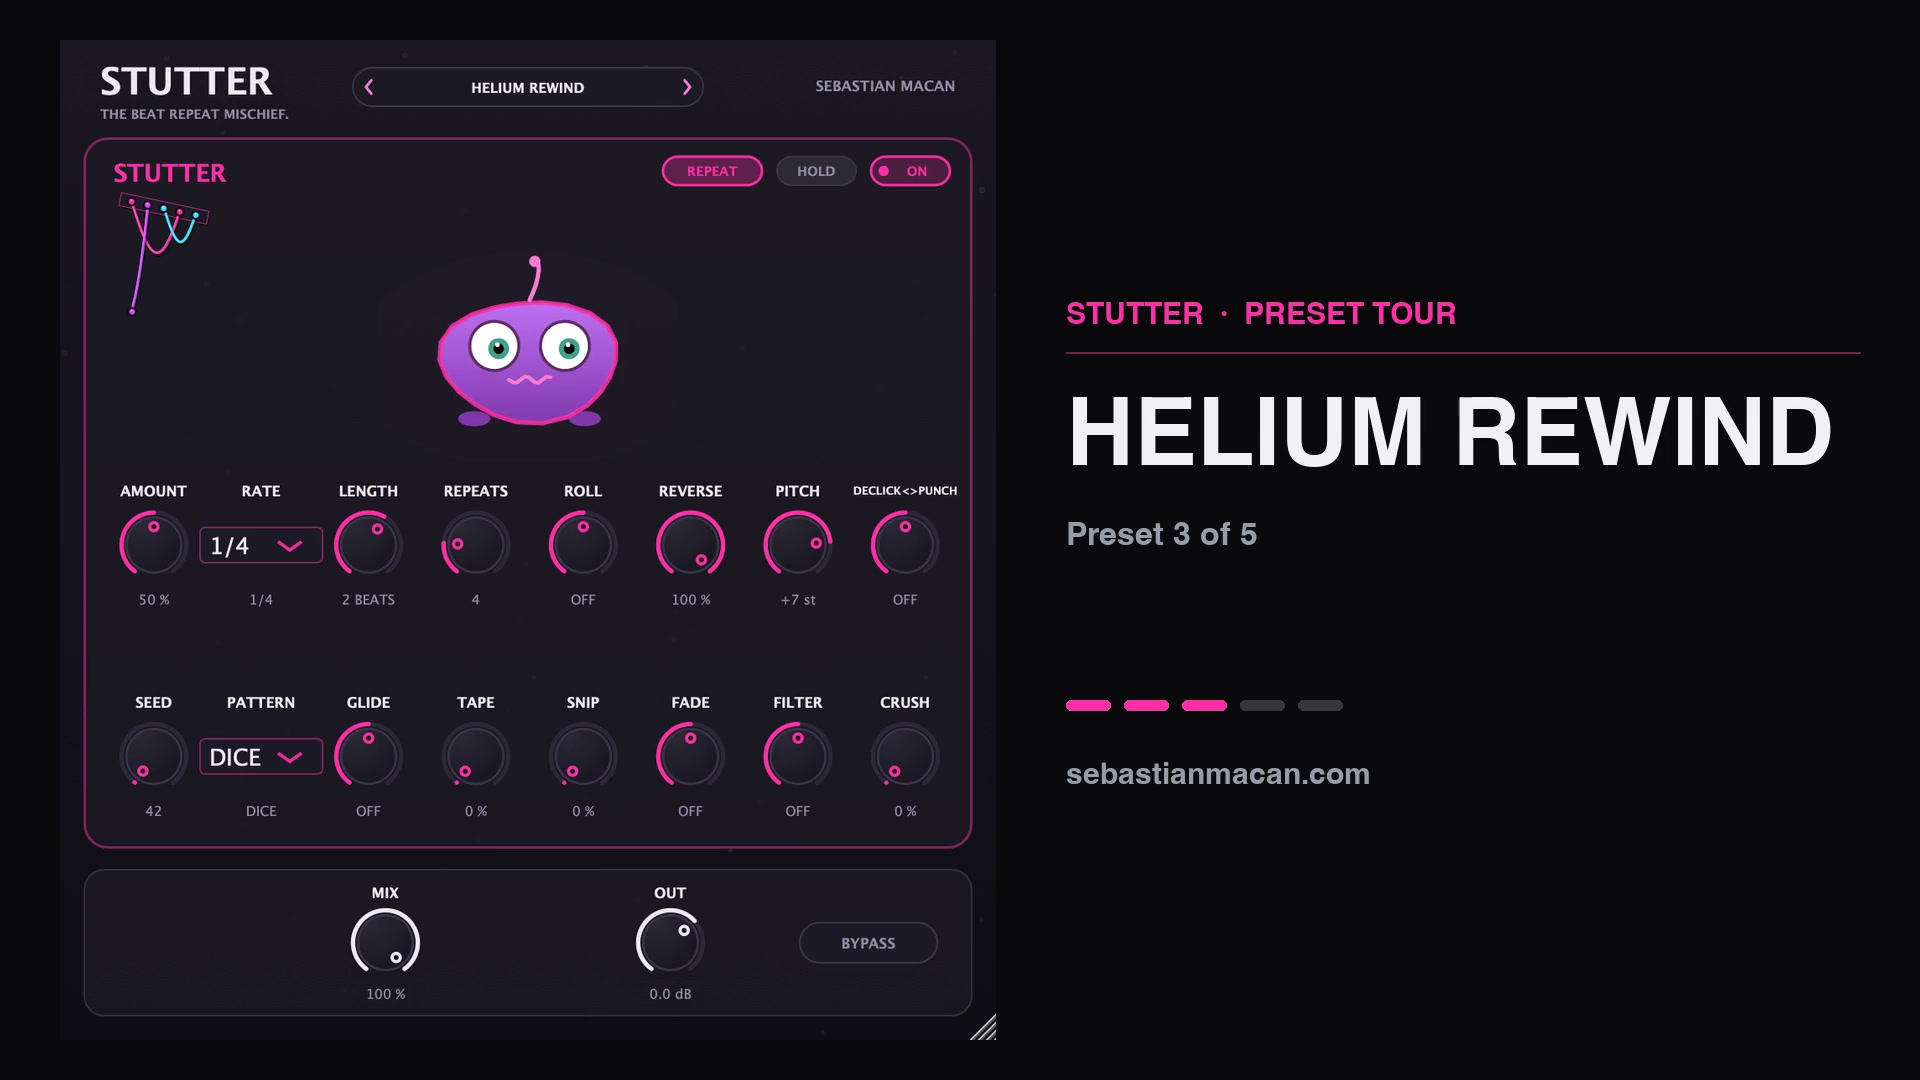 STUTTER
THE BEAT REPEAT MISCHIEF.
HELIUM REWIND
SEBASTIAN MACAN
STUTTER
REPEAT
HOLD
ON
AMOUNT
RATE
LENGTH
REPEATS
ROLL
REVERSE
PITCH
DECLICK<>PUNCH
1/4
50 %
1/4
2 BEATS
4
OFF
100 %
+7 st
OFF
SEED
PATTERN
GLIDE
TAPE
SNIP
FADE
FILTER
CRUSH
DICE
42
DICE
OFF
0 %
0 %
OFF
OFF
0 %
MIX
OUT
BYPASS
100 %
0.0 dB
STUTTER · PRESET TOUR
HELIUM REWIND
Preset 3 of 5
sebastianmacan.com